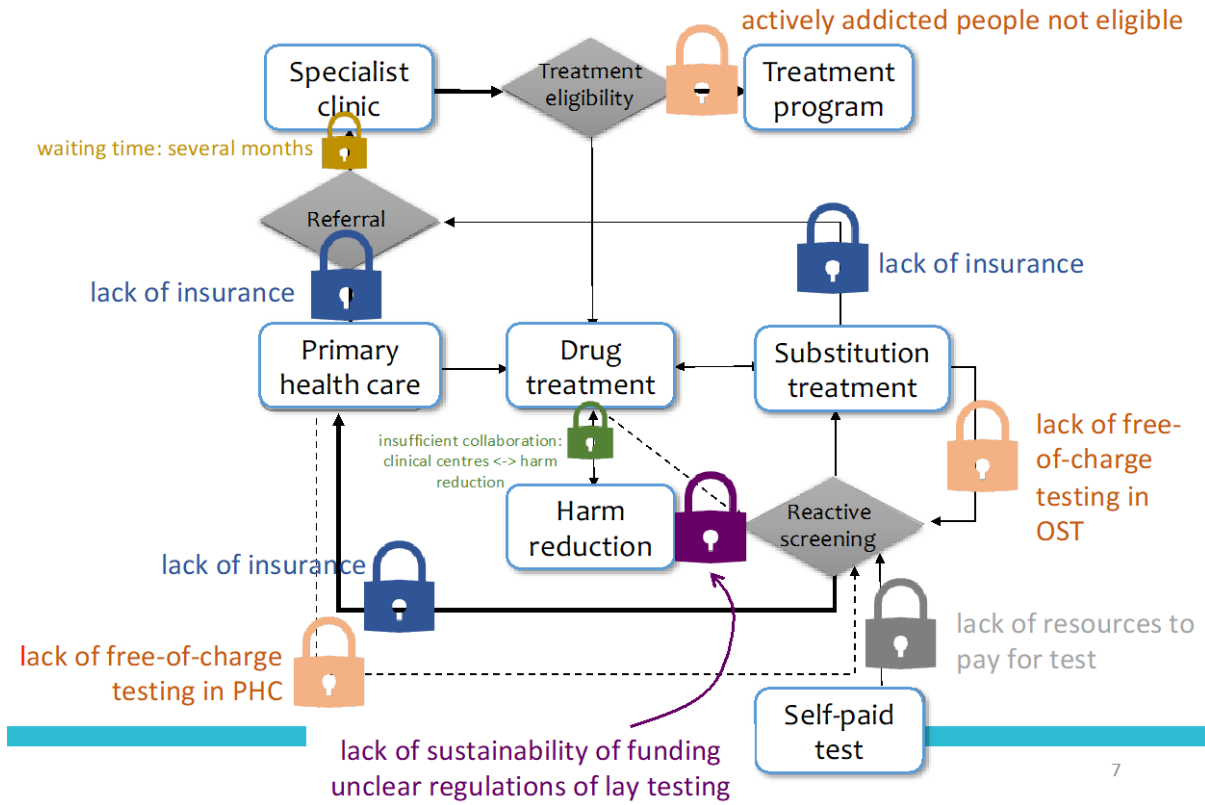 actively addicted people not eligible
Specialist
clinic
Treatment
eligibility
Treatment
program
waiting time: several months
Referral
lack of insurance
lack of insurance
Primary
health care
Drug
treatment
Substitution
treatment
insufficient collaboration:
clinical centres <-> harm
reduction
lack of free-
of-charge
testing in
OST
Harm
reduction
Reactive
screening
lack of insurance
lack of free-of-charge
testing in PHC
lack of resources to
pay for test
Self-paid
test
lack of sustainability of funding
unclear regulations of lay testing
7